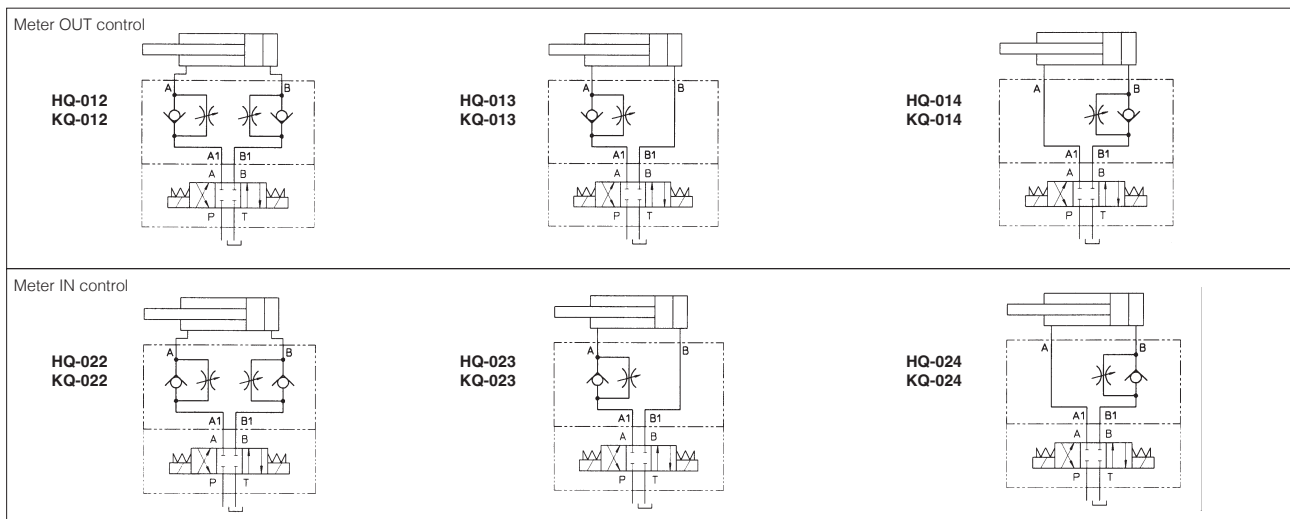 Meter OUT control
HQ-012
KQ-012
A
B
A1 B1
A B
P T
HQ-013
KQ-013
A
B
A1 B1
A B
P T
HQ-014
KQ-014
A
B
A1 B1
A B
P T
Meter IN control
HQ-022
KQ-022
A
B
A1 B1
A B
P T
HQ-023
KQ-023
A
B
A1 B1
A B
P T
HQ-024
KQ-024
A
B
A1 B1
A B
P T